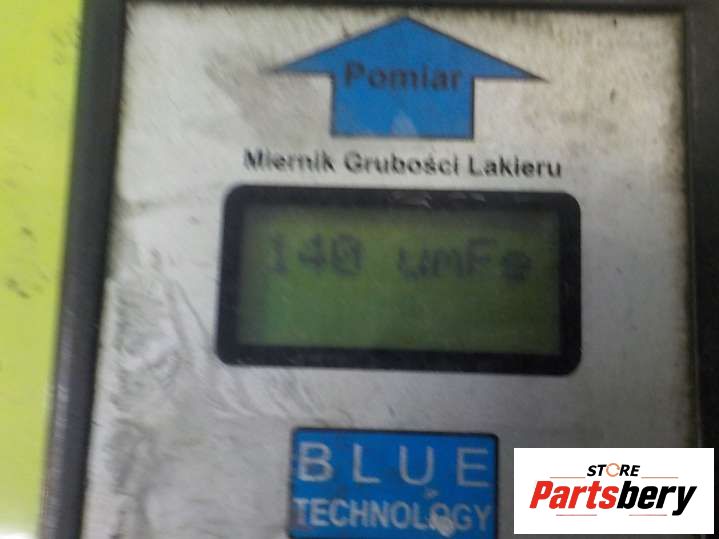 Pomiar
Miernik Grubości Lakieru
140 umFe
BLUE
TECHNOLOGY
STORE
Partsbery